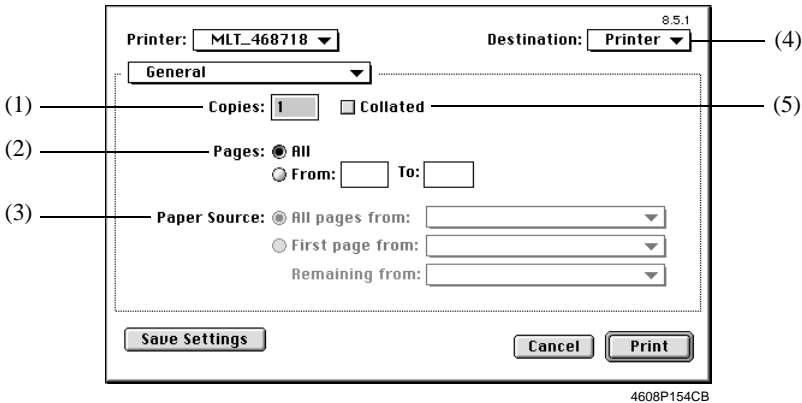 8.5.1
Printer: MLT_468718 Destination: Printer (4)
General
(1) Copies: 1 Collated (5)
(2) Pages: All
From: To:
(3) Paper Source: All pages from:
First page from:
Remaining from:
Save Settings Cancel Print
4608P154CB